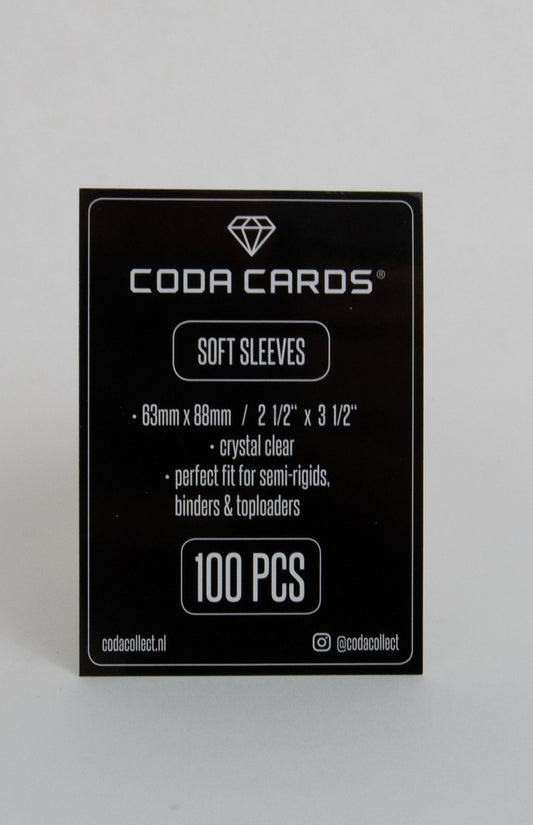 CODA CARDS®
SOFT SLEEVES
• 63mm x 88mm / 2 1/2“ x 3 1/2“
• crystal clear
• perfect fit for semi-rigids,
binders & toploaders
100 PCS
codacollect.nl
@codacollect